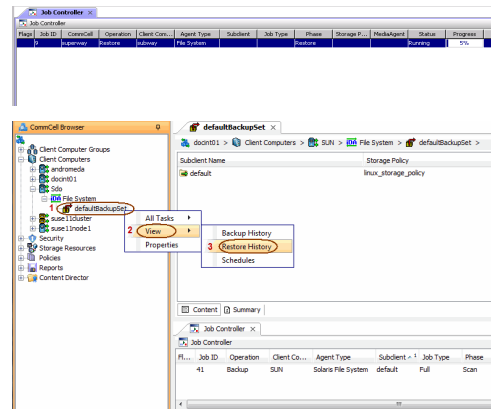 Job Controller
Job Controller
Flags Job ID CommCell Operation Client Com... Agent Type Subclient Job Type Phase Storage P... MediaAgent Status Progress
9 superway Restore subway File System Restore Running 5%
CommCell Browser
defaultBackupSet
docint01 > Client Computers > SUN > File System > defaultBackupSet >
Client Computer Groups
Client Computers
andromeda
docint01
Sdo
File System
1 defaultBackupSet
suse11cluster
suse11node1
Security
Storage Resources
Policies
Reports
Content Director
Subclient Name Storage Policy
default linux_storage_policy
All Tasks
2 View
Properties
Backup History
3 Restore History
Schedules
Content Summary
Job Controller
Job Controller
Fl... Job ID Operation Client Co... Agent Type Subclient 1 Job Type Phase
41 Backup SUN Solaris File System default Full Scan